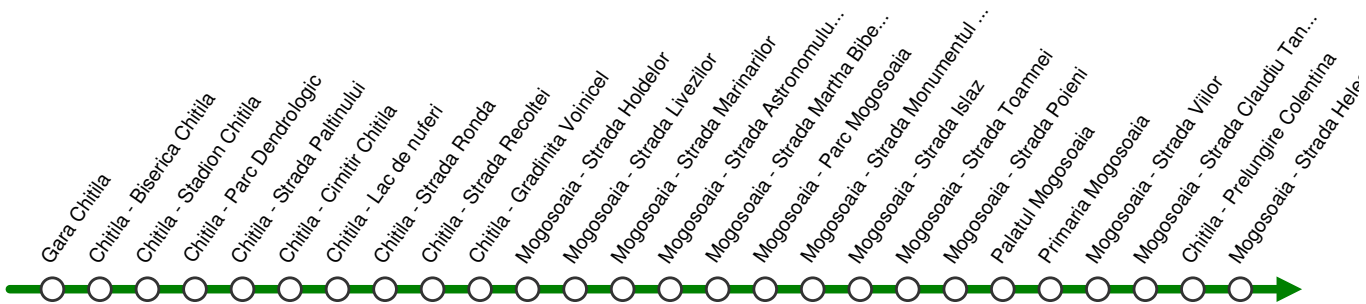 Gara Chitila
Chitila - Biserica Chitila
Chitila - Stadion Chitila
Chitila - Parc Dendrologic
Chitila - Strada Paltinului
Chitila - Cimitir Chitila
Chitila - Lac de nuferi
Chitila - Strada Ronda
Chitila - Strada Recoltei
Chitila - Gradinita Voinicel
Mogosoaia - Strada Holdelor
Mogosoaia - Strada Livezilor
Mogosoaia - Strada Marinarilor
Mogosoaia - Strada Astronomulu...
Mogosoaia - Strada Martha Bibe...
Mogosoaia - Parc Mogosoaia
Mogosoaia - Strada Monumentul ...
Mogosoaia - Strada Islaz
Mogosoaia - Strada Toamnei
Mogosoaia - Strada Poieni
Palatul Mogosoaia
Primaria Mogosoaia
Mogosoaia - Strada Viilor
Mogosoaia - Strada Claudiu Tan...
Chitila - Prelungire Colentina
Mogosoaia - Strada